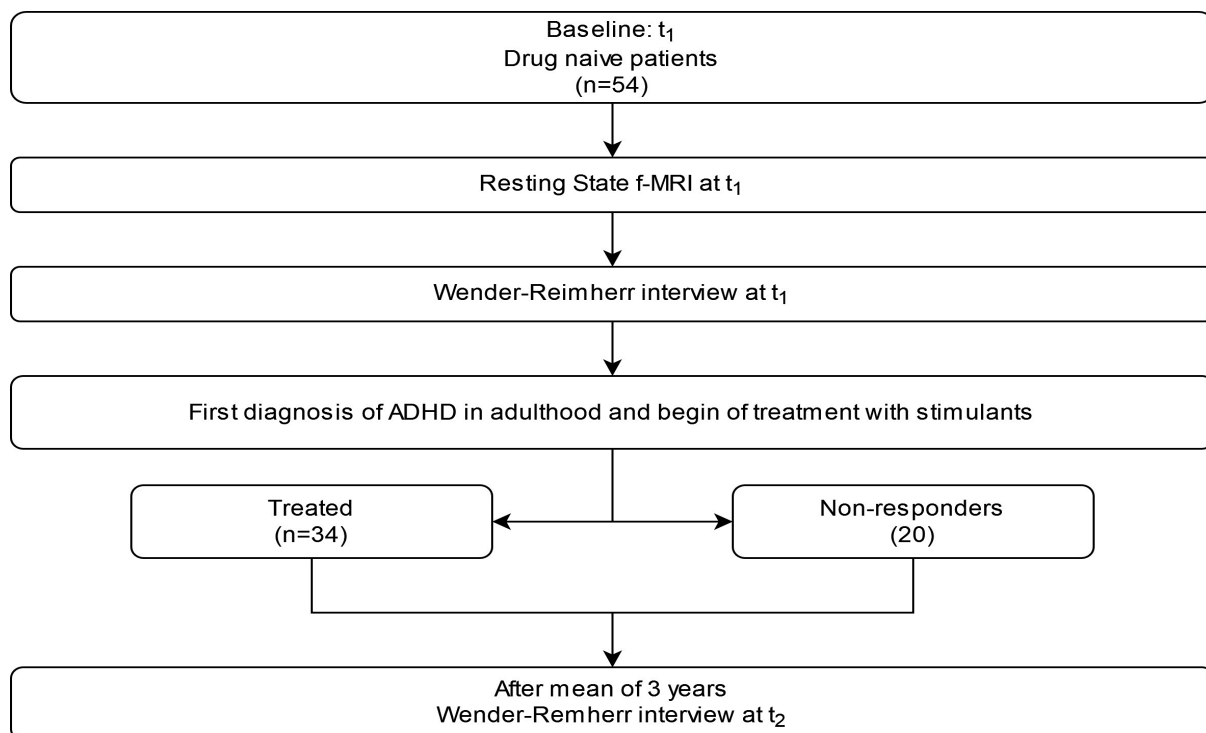 Baseline: t₁
Drug naive patients
(n=54)
Resting State f-MRI at t₁
Wender-Reimherr interview at t₁
First diagnosis of ADHD in adulthood and begin of treatment with stimulants
Treated
(n=34)
Non-responders
(20)
After mean of 3 years
Wender-Remherr interview at t₂